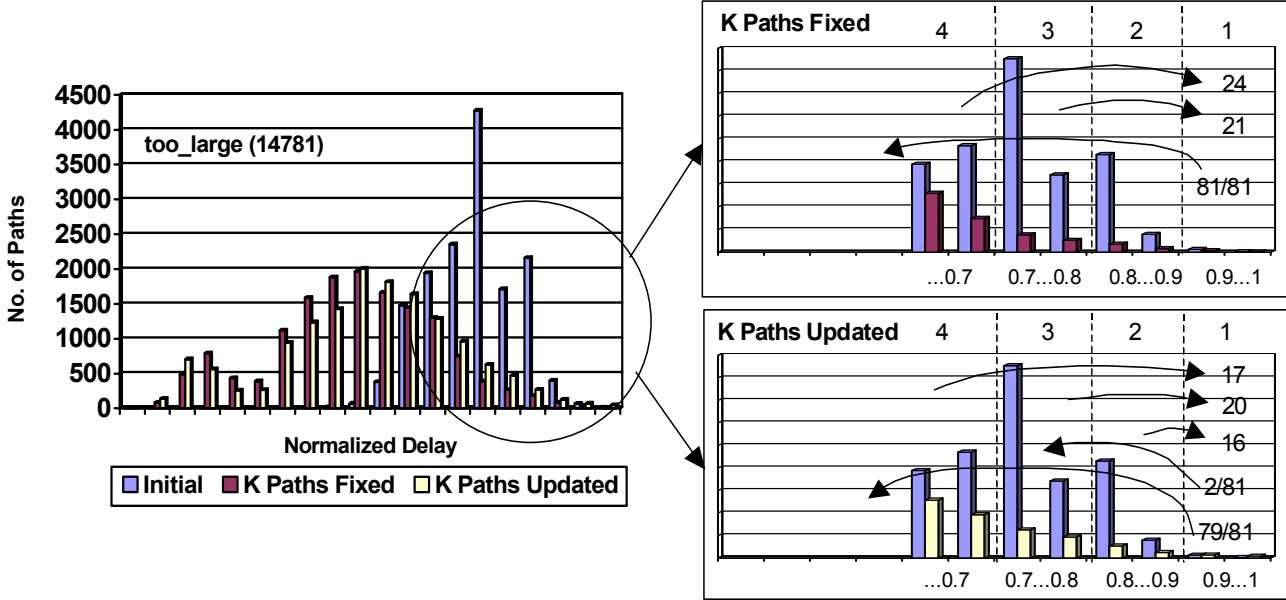 too_large (14781)
No. of Paths
4500
4000
3500
3000
2500
2000
1500
1000
500
0
Normalized Delay
Initial K Paths Fixed K Paths Updated
K Paths Fixed 4 3 2 1
24
21
81/81
...0.7 0.7...0.8 0.8...0.9 0.9...1
K Paths Updated 4 3 2 1
17
20
16
2/81
79/81
...0.7 0.7...0.8 0.8...0.9 0.9...1